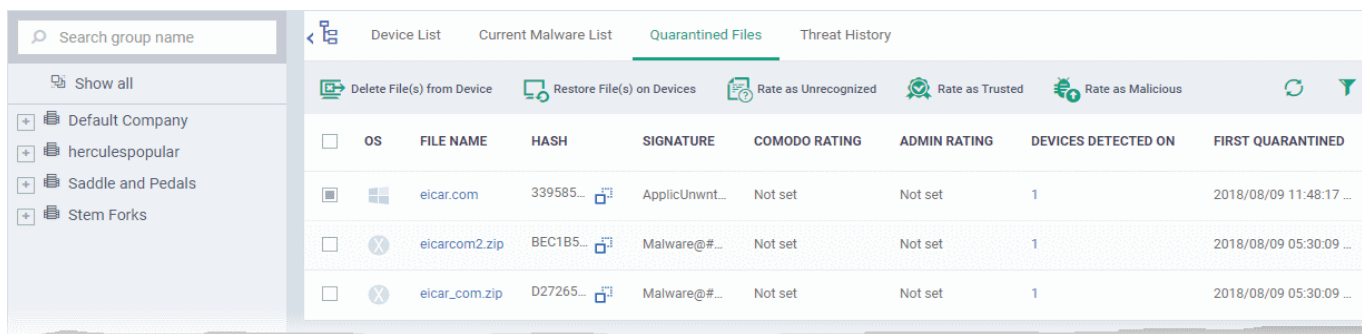 Search group name
Show all
Default Company
herculespopular
Saddle and Pedals
Stem Forks
Device List Current Malware List Quarantined Files Threat History
Delete File(s) from Device Restore File(s) on Devices Rate as Unrecognized Rate as Trusted Rate as Malicious
OS FILE NAME HASH SIGNATURE COMODO RATING ADMIN RATING DEVICES DETECTED ON FIRST QUARANTINED
eicar.com 339585... ApplicUnwnt... Not set Not set 1 2018/08/09 11:48:17 ...
eicarcom2.zip BEC1B5... Malware@#... Not set Not set 1 2018/08/09 05:30:09 ...
eicar_com.zip D27265... Malware@#... Not set Not set 1 2018/08/09 05:30:09 ...